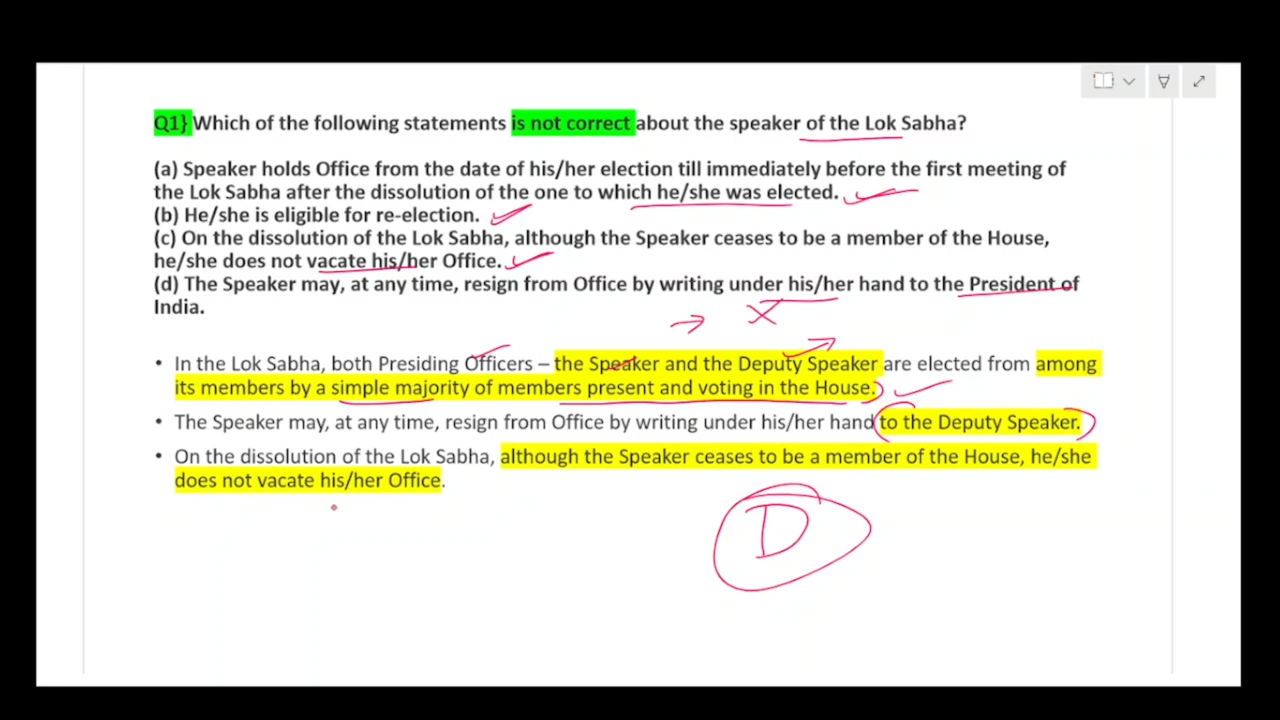 Q1} Which of the following statements is not correct about the speaker of the Lok Sabha?
(a) Speaker holds Office from the date of his/her election till immediately before the first meeting of
the Lok Sabha after the dissolution of the one to which he/she was elected.
(b) He/she is eligible for re-election.
(c) On the dissolution of the Lok Sabha, although the Speaker ceases to be a member of the House,
he/she does not vacate his/her Office.
(d) The Speaker may, at any time, resign from Office by writing under his/her hand to the President of
India.
• In the Lok Sabha, both Presiding Officers – the Speaker and the Deputy Speaker are elected from among
its members by a simple majority of members present and voting in the House.
• The Speaker may, at any time, resign from Office by writing under his/her hand to the Deputy Speaker.
• On the dissolution of the Lok Sabha, although the Speaker ceases to be a member of the House, he/she
does not vacate his/her Office.
D